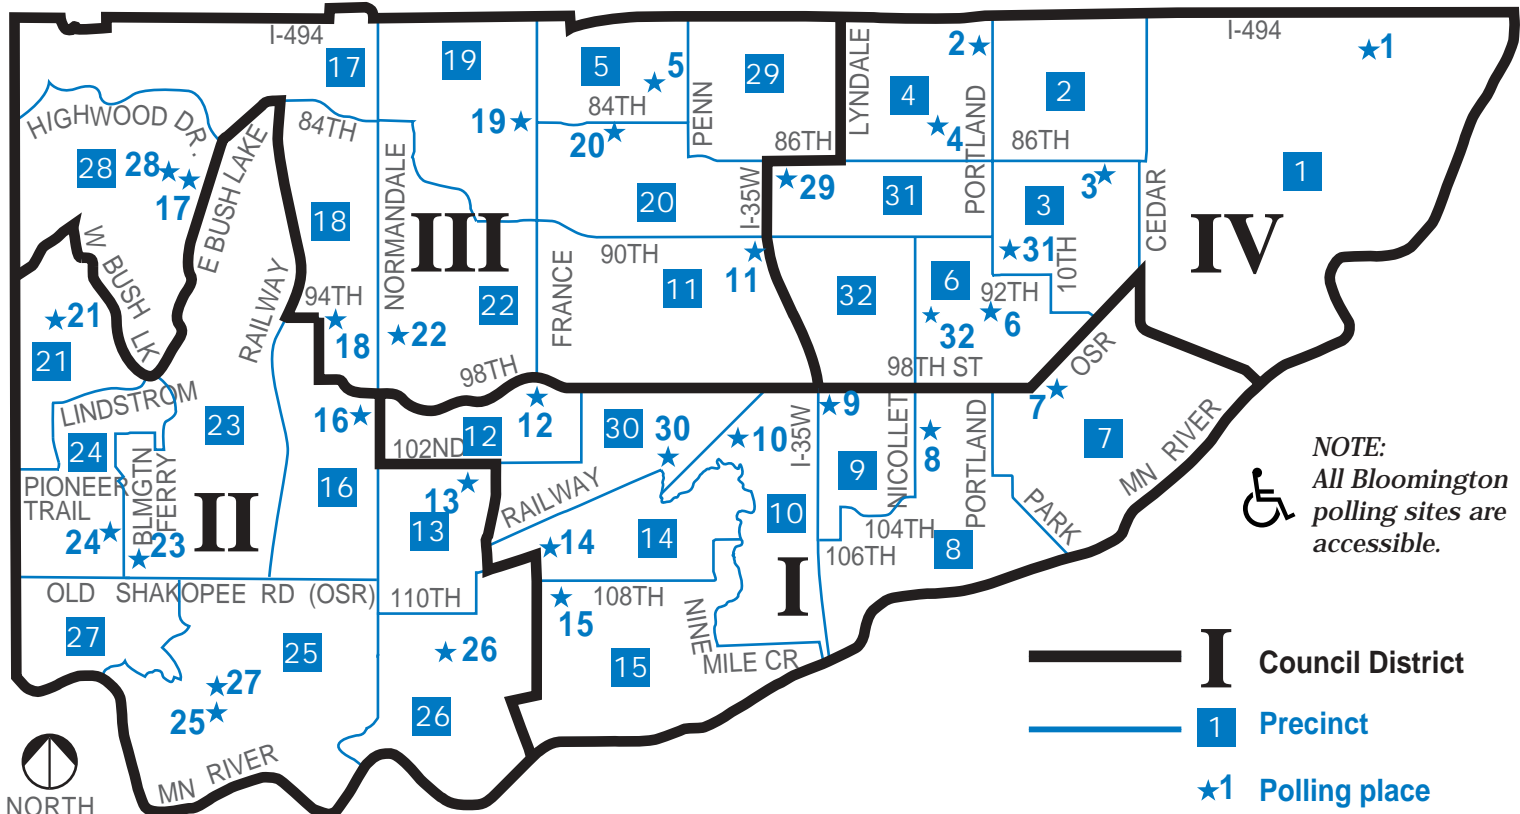 I-494
I-494
17
19
5
5
29
PENN
LYNDALE
2
4
PORTLAND
2
1
84TH
19
84TH
20
4
86TH
86TH
HIGHWOOD DR.
28
28
17
E BUSH LAKE
NORMANDALE
18
III
20
I-35W
29
31
3
3
CEDAR
1
IV
W BUSH LK
RAILWAY
94TH
18
22
22
FRANCE
90TH
11
11
32
6
32
31
92TH
6
10TH
21
21
98TH
98TH ST
OSR
7
7
MN RIVER
LINDSTROM
24
23
16
16
12
12
102ND
30
30
10
10
I-35W
9
9
NICOLLET
8
PORTLAND
PARK
PIONEER
TRAIL
BLMGTN
FERRY
24
23
II
13
13
RAILWAY
14
14
104TH
106TH
8
I
NOTE:
All Bloomington
polling sites are
accessible.
OLD SHAKOPEE RD (OSR)
110TH
108TH
15
15
NINE
MILE CR
27
25
27
25
26
26
MN RIVER
NORTH
I Council District
1 Precinct
1 Polling place